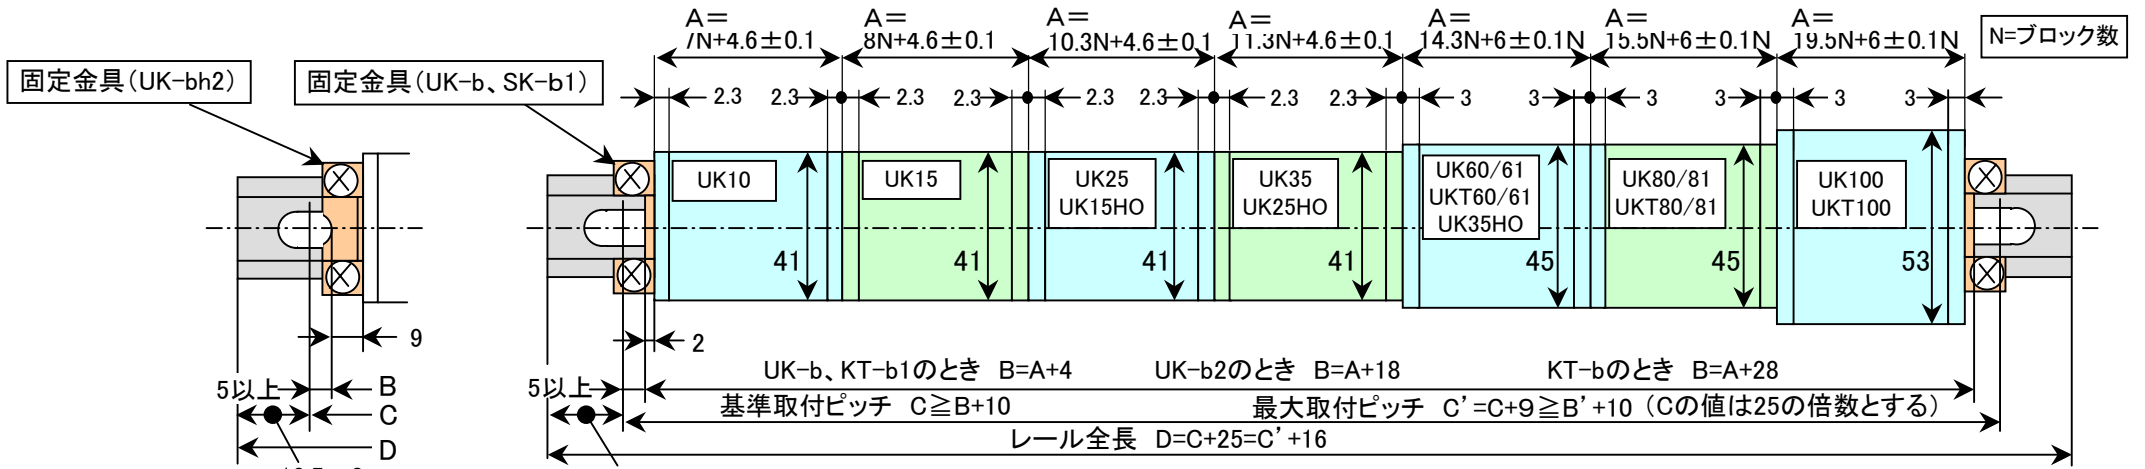 A=
7N+4.6±0.1
A=
8N+4.6±0.1
A=
10.3N+4.6±0.1
A=
11.3N+4.6±0.1
A=
14.3N+6±0.1N
A=
15.5N+6±0.1N
A=
19.5N+6±0.1N
N=ブロック数
固定金具(UK-bh2)
固定金具(UK-b、SK-b1)
2.3 2.3 2.3 2.3 2.3 2.3 2.3 2.3 3 3 3 3 3 3
UK10
UK15
UK25
UK15HO
UK35
UK25HO
UK60/61
UKT60/61
UK35HO
UK80/81
UKT80/81
UK100
UKT100
41 41 41 41 45 45 53
9
2
UK-b、KT-b1のとき B=A+4
UK-b2のとき B=A+18
KT-bのとき B=A+28
5以上
B
5以上
C
基準取付ピッチ C≧B+10
最大取付ピッチ C'=C+9≧B'+10 (Cの値は25の倍数とする)
D
レール全長 D=C+25=C'+16